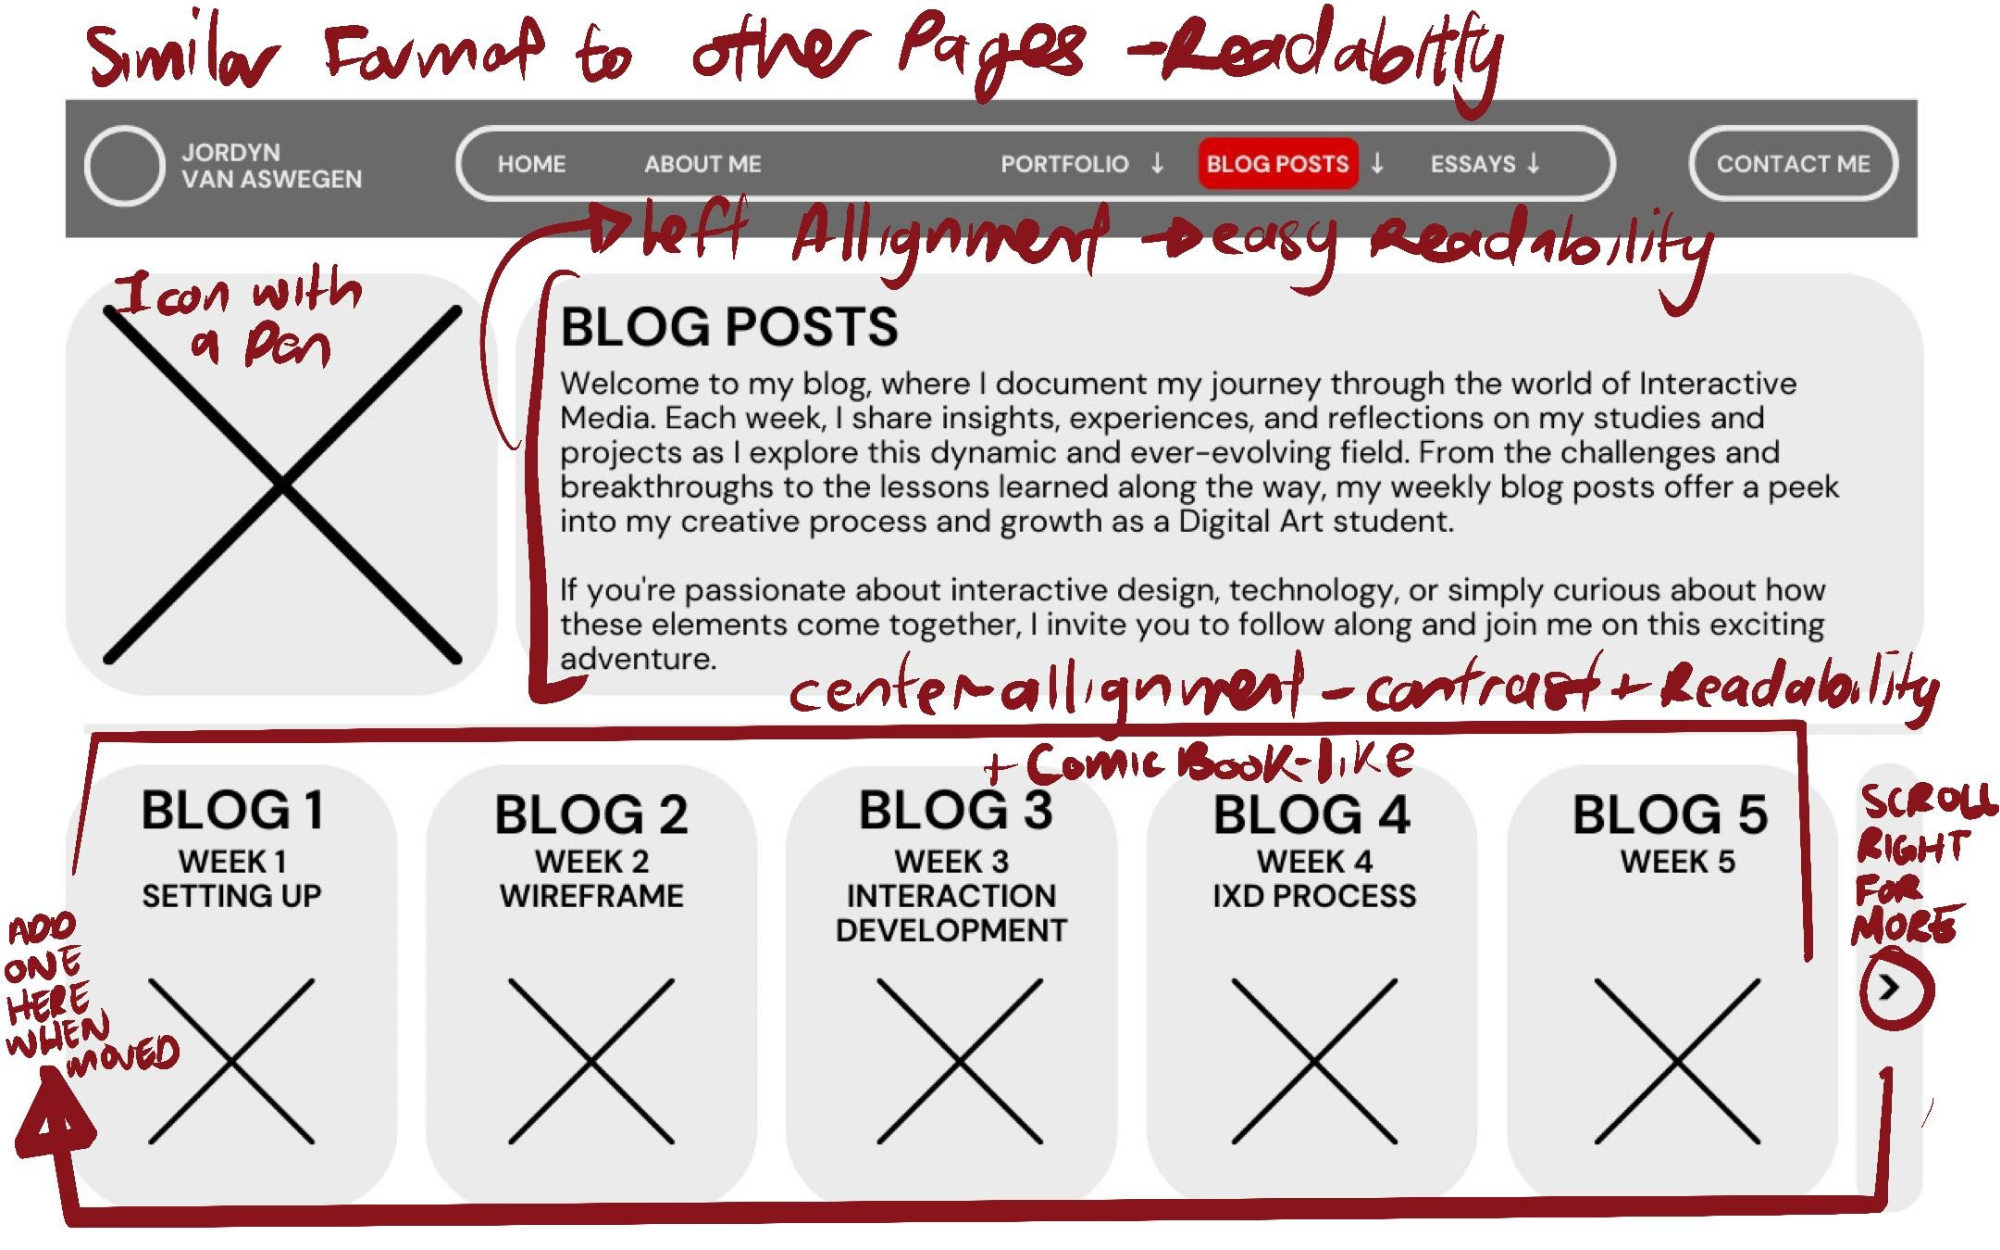 Similar Format to other Pages - Readability
JORDYN
VAN ASWEGEN
HOME
ABOUT ME
PORTFOLIO ↓
BLOG POSTS ↓
ESSAYS ↓
CONTACT ME
left Allignment → easy Readability
Icon with
a Pen
BLOG POSTS
Welcome to my blog, where I document my journey through the world of Interactive
Media. Each week, I share insights, experiences, and reflections on my studies and
projects as I explore this dynamic and ever-evolving field. From the challenges and
breakthroughs to the lessons learned along the way, my weekly blog posts offer a peek
into my creative process and growth as a Digital Art student.
If you're passionate about interactive design, technology, or simply curious about how
these elements come together, I invite you to follow along and join me on this exciting
adventure.
center-allignment - contrast + Readability
+ Comic Book-like
BLOG 1
WEEK 1
SETTING UP
BLOG 2
WEEK 2
WIREFRAME
BLOG 3
WEEK 3
INTERACTION
DEVELOPMENT
BLOG 4
WEEK 4
IXD PROCESS
BLOG 5
WEEK 5
SCROLL
RIGHT
FOR
MORE
›
ADD
ONE
HERE
WHEN
MOVED